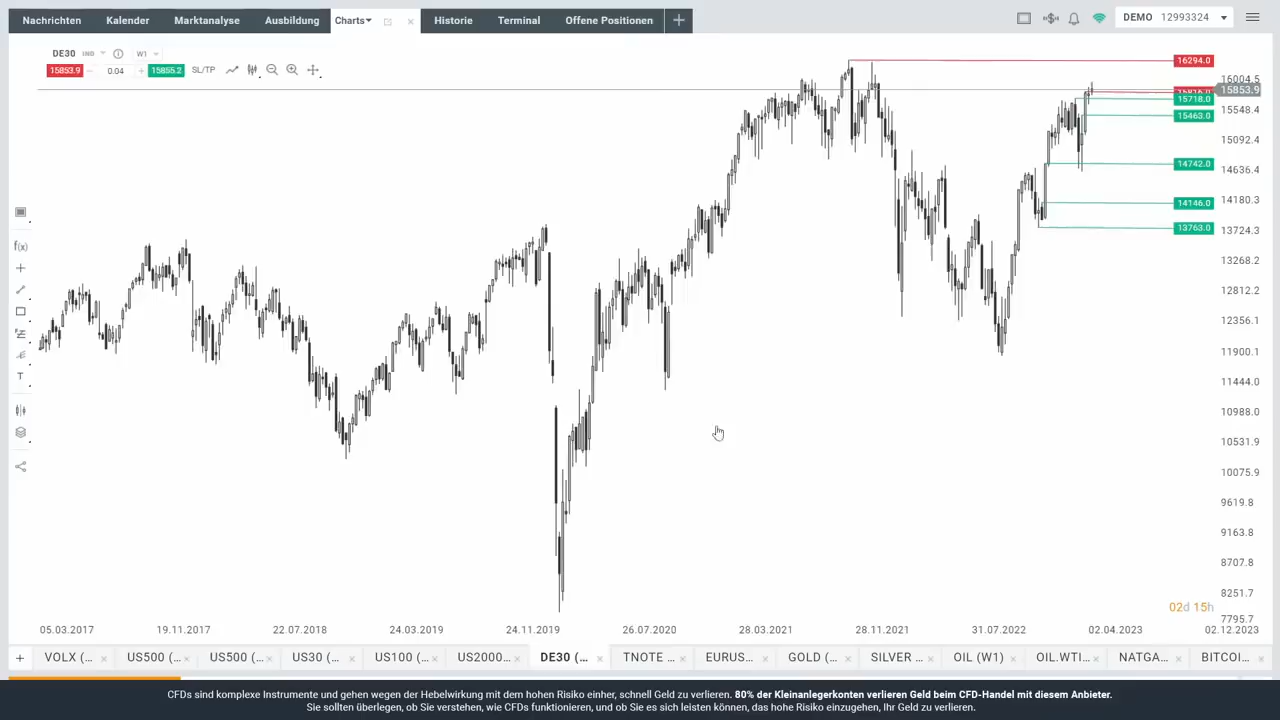 Nachrichten Kalender Marktanalyse Ausbildung Charts Historie Terminal Offene Positionen DEMO 12993324
DE30 IND W1
15853.9 0.04 15855.2 SL/TP
16294.0
16004.5
15853.9
15718.0
15548.4
15463.0
15092.4
14742.0
14636.4
14180.3
14146.0
13763.0
13724.3
13268.2
12812.2
12356.1
11900.1
11444.0
10988.0
10531.9
10075.9
9619.8
9163.8
8707.8
8251.7
7795.7
f(x)
T
02d 15h
05.03.2017 19.11.2017 22.07.2018 24.03.2019 24.11.2019 26.07.2020 28.03.2021 28.11.2021 31.07.2022 02.04.2023 02.12.2023
VOLX (... US500 (... US500 (... US30 (... US100 (... US2000... DE30 (... TNOTE ... EURUS... GOLD (... SILVER ... OIL (W1) OIL.WTI... NATGA... BITCOI...
CFDs sind komplexe Instrumente und gehen wegen der Hebelwirkung mit dem hohen Risiko einher, schnell Geld zu verlieren. 80% der Kleinanlegerkonten verlieren Geld beim CFD-Handel mit diesem Anbieter.
Sie sollten überlegen, ob Sie verstehen, wie CFDs funktionieren, und ob Sie es sich leisten können, das hohe Risiko einzugehen, Ihr Geld zu verlieren.